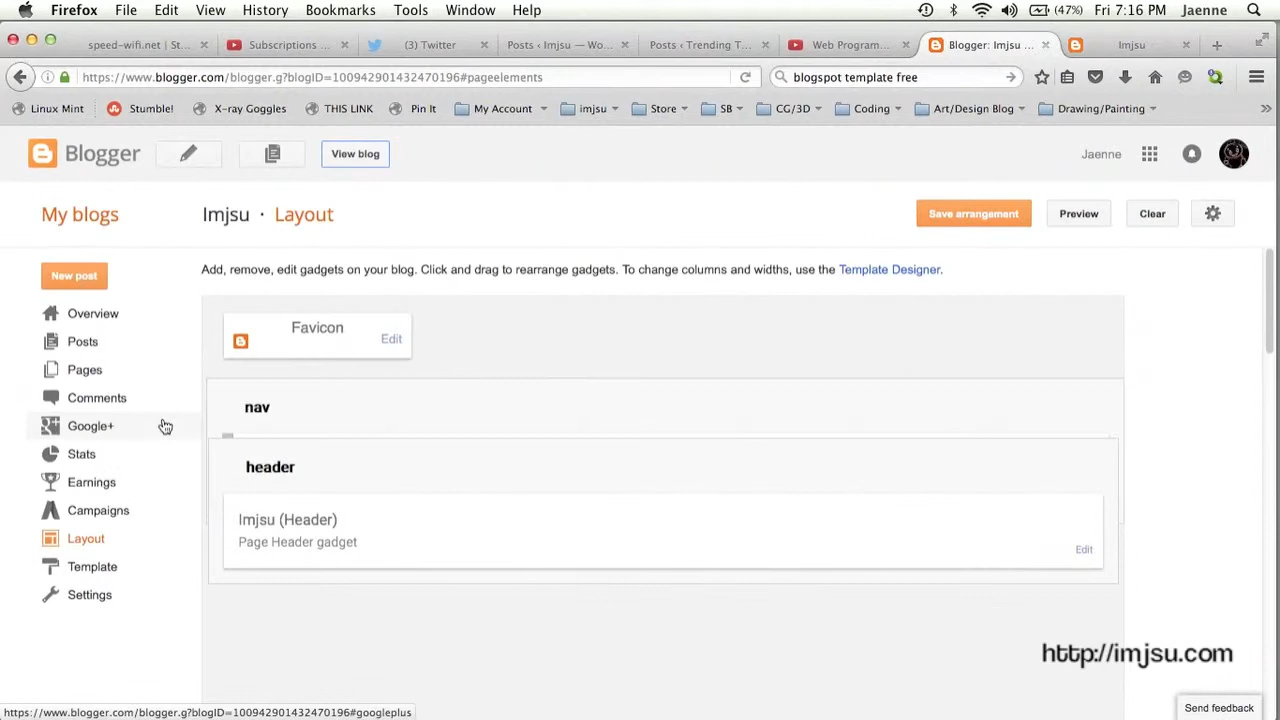 Firefox File Edit View History Bookmarks Tools Window Help (47%) Fri 7:16 PM Jaenne
speed-wifi.net | St... Subscriptions ... (3) Twitter Posts ‹ Imjsu — Wo... Posts ‹ Trending T... Web Program... Blogger: Imjsu ... Imjsu
https://www.blogger.com/blogger.g?blogID=100942901432470196#pageelements blogspot template free
Linux Mint Stumble! X-ray Goggles THIS LINK Pin It My Account imjsu Store SB CG/3D Coding Art/Design Blog Drawing/Painting
Blogger View blog Jaenne
My blogs Imjsu · Layout Save arrangement Preview Clear
Add, remove, edit gadgets on your blog. Click and drag to rearrange gadgets. To change columns and widths, use the Template Designer.
New post
Overview
Posts
Pages
Comments
Google+
Stats
Earnings
Campaigns
Layout
Template
Settings
Favicon
Edit
nav
header
Imjsu (Header)
Page Header gadget
Edit
http://imjsu.com
Send feedback
https://www.blogger.com/blogger.g?blogID=100942901432470196#googleplus